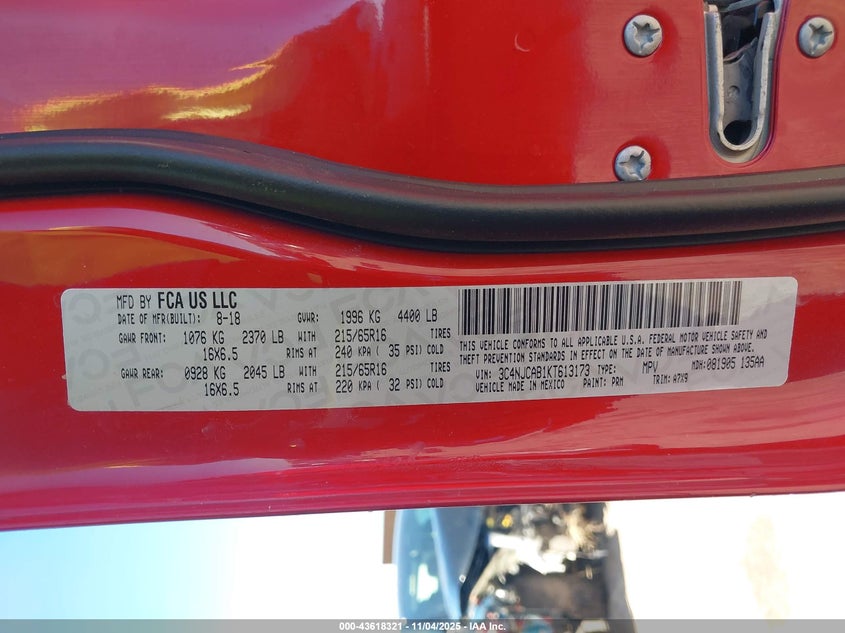 MFD BY FCA US LLC
DATE OF MFR(BUILT): 8-18 GVWR: 1996 KG 4400 LB
GAWR FRONT: 1076 KG 2370 LB WITH 215/65R16 TIRES
16X6.5 RIMS AT 240 KPA ( 35 PSI) COLD
GAWR REAR: 0928 KG 2045 LB WITH 215/65R16 TIRES
16X6.5 RIMS AT 220 KPA ( 32 PSI) COLD
THIS VEHICLE CONFORMS TO ALL APPLICABLE U.S.A. FEDERAL MOTOR VEHICLE SAFETY AND
THEFT PREVENTION STANDARDS IN EFFECT ON THE DATE OF MANUFACTURE SHOWN ABOVE.
VIN: 3C4NJCAB1KT613173 TYPE: MPV MDH: 081905 135AA
VEHICLE MADE IN MEXICO PAINT: PRM TRIM: A7X9
000-43618321 - 11/04/2025 - IAA Inc.